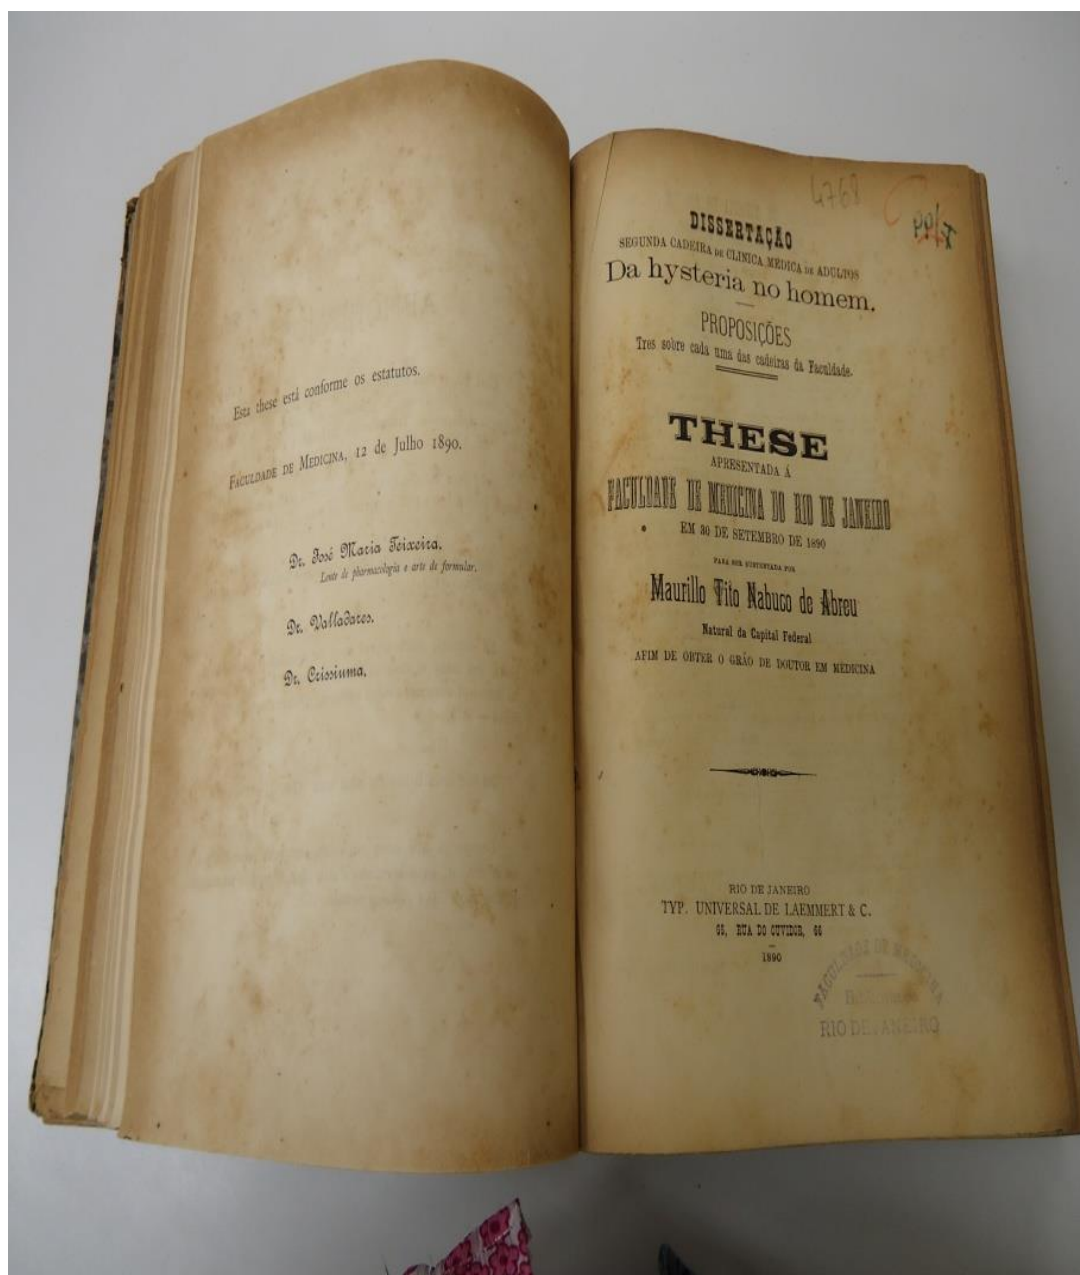 Esta these está conforme os estatutos.
FACULDADE DE MEDICINA, 12 de Julho 1890.
Dr. José Maria Teixeira.
Lente de pharmacologia e arte de formular.
Dr. Valladares.
Dr. Crissiuma.
4768
DISSERTAÇÃO
SEGUNDA CADEIRA DE CLINICA MEDICA DE ADULTOS
Da hysteria no homem.
PROPOSIÇÕES
Tres sobre cada uma das cadeiras da Faculdade.
THESE
APRESENTADA Á
FACULDADE DE MEDICINA DO RIO DE JANEIRO
EM 30 DE SETEMBRO DE 1890
PARA SER SUSTENTADA POR
Maurillo Tito Nabuco de Abreu
Natural da Capital Federal
AFIM DE OBTER O GRÁO DE DOUTOR EM MEDICINA
RIO DE JANEIRO
TYP. UNIVERSAL DE LAEMMERT & C.
66, RUA DO OUVIDOR, 66
1890
FACULDADE DE MEDICINA
RIO DE JANEIRO